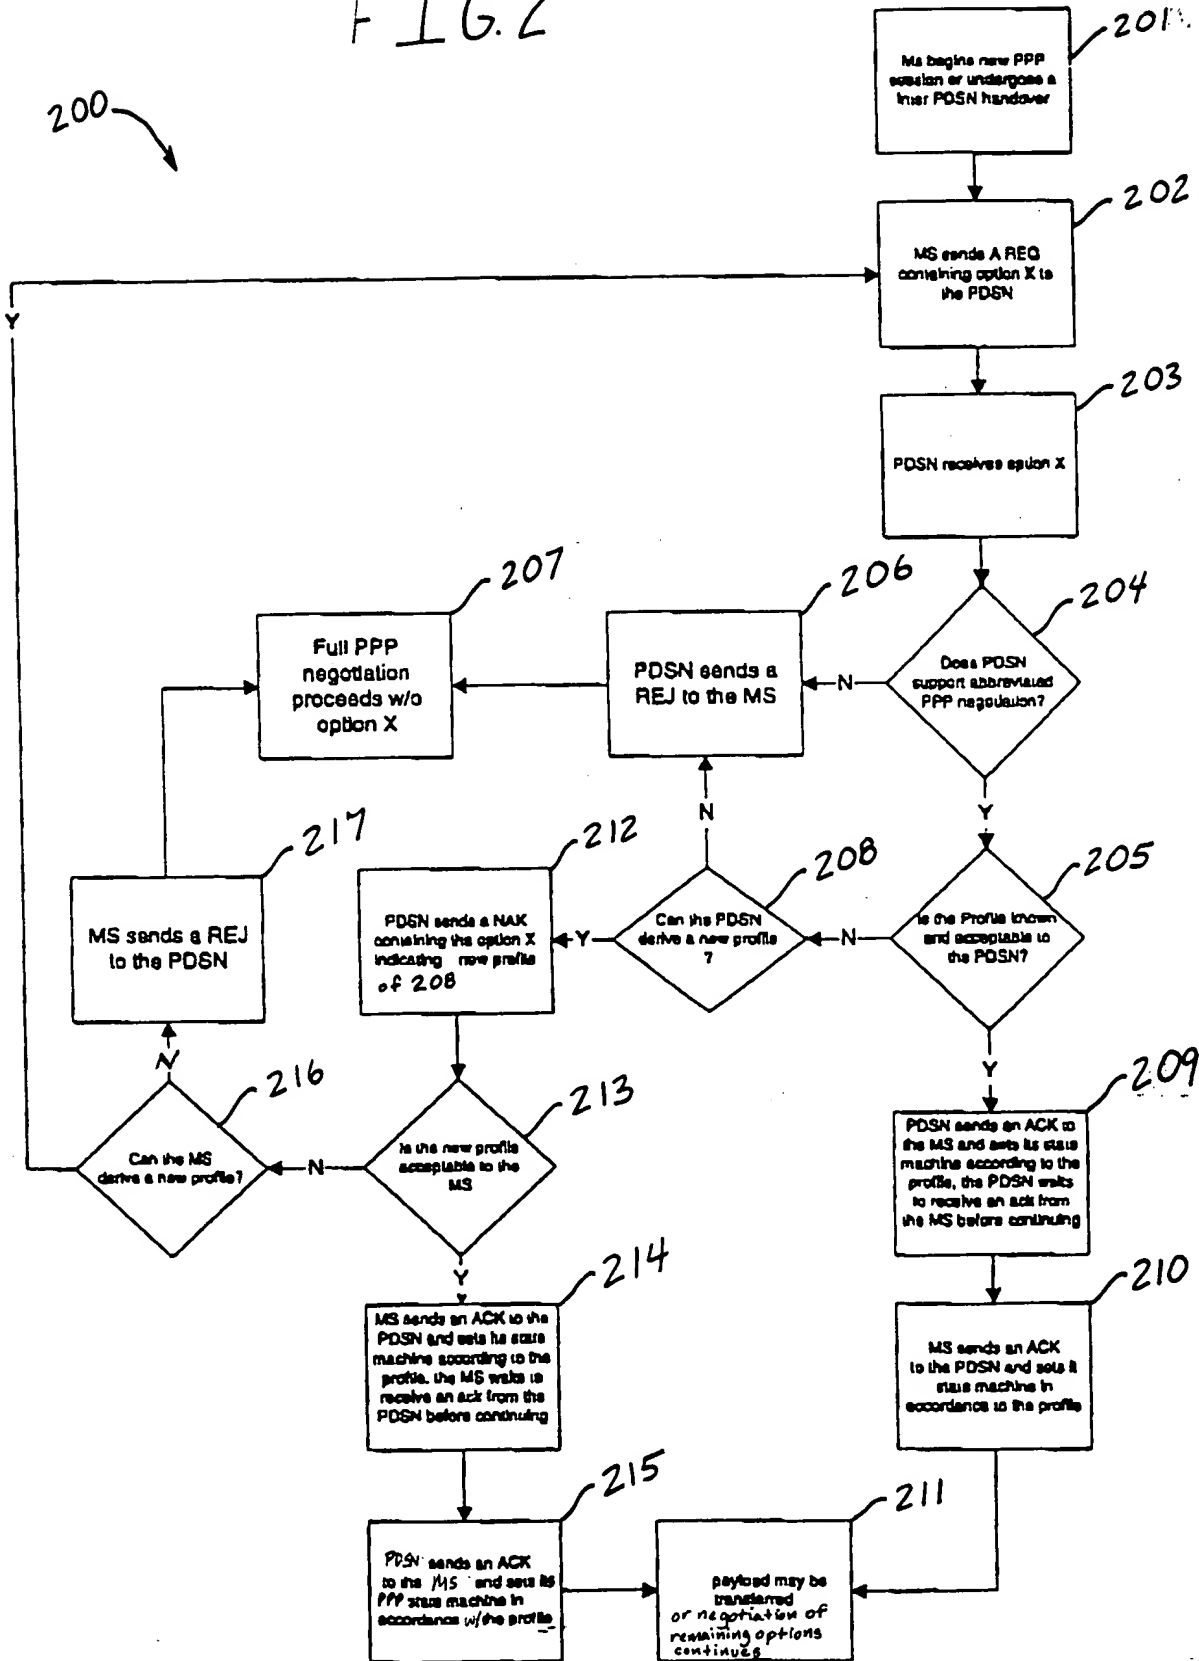 FIG. 2
200
201
Ms begins new PPP
session or undergoes a
Inter PDSN handover
202
MS sends A REQ
containing option X to
the PDSN
203
PDSN receives option X
204
Does PDSN
support abbreviated
PPP negotiation?
N
Y
206
PDSN sends a
REJ to the MS
207
Full PPP
negotiation
proceeds w/o
option X
205
Is the Profile known
and acceptable to
the PDSN?
N
Y
208
Can the PDSN
derive a new profile
?
N
Y
212
PDSN sends a NAK
containing the option X
indicating new profile
of 208
217
MS sends a REJ
to the PDSN
213
Is the new profile
acceptable to the
MS
N
Y
216
Can the MS
derive a new profile?
N
Y
209
PDSN sends an ACK to
the MS and sets its state
machine according to the
profile, the PDSN waits
to receive an ack from
the MS before continuing
210
MS sends an ACK
to the PDSN and sets it
state machine in
accordance to the profile
214
MS sends an ACK to the
PDSN and sets its state
machine according to the
profile. the MS waits to
receive an ack from the
PDSN before continuing
215
PDSN sends an ACK
to the MS and sets its
PPP state machine in
accordance w/the profile
211
payload may be
transferred
or negotiation of
remaining options
continues